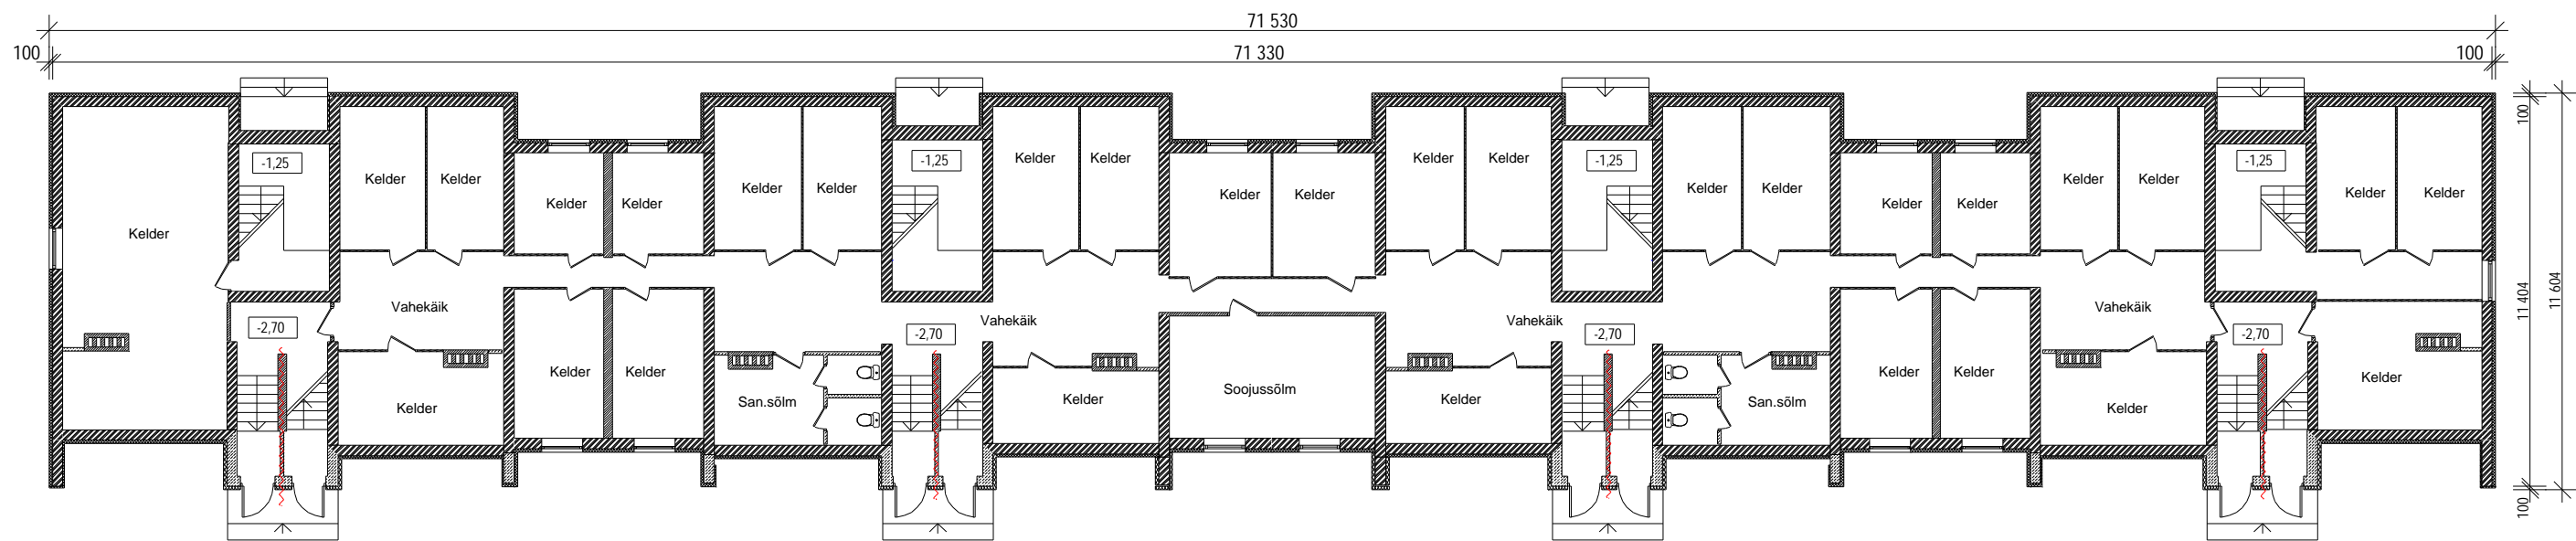 71 530
100 71 330 100
-1,25 -1,25 -1,25 -1,25
100
Kelder Kelder Kelder Kelder Kelder Kelder Kelder Kelder Kelder Kelder Kelder Kelder
Kelder Kelder Kelder Kelder
Kelder Kelder Kelder Kelder
Kelder
Vahekäik Vahekäik Vahekäik Vahekäik
11 404 11 604
-2,70 -2,70 -2,70 -2,70
Kelder Kelder Kelder Kelder Kelder
Soojussõlm
Kelder San.sõlm Kelder Kelder San.sõlm Kelder
100